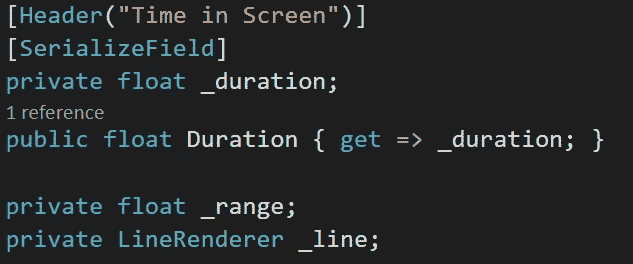 [Header("Time in Screen")]
[SerializeField]
private float _duration;
1 reference
public float Duration { get => _duration; }
private float _range;
private LineRenderer _line;